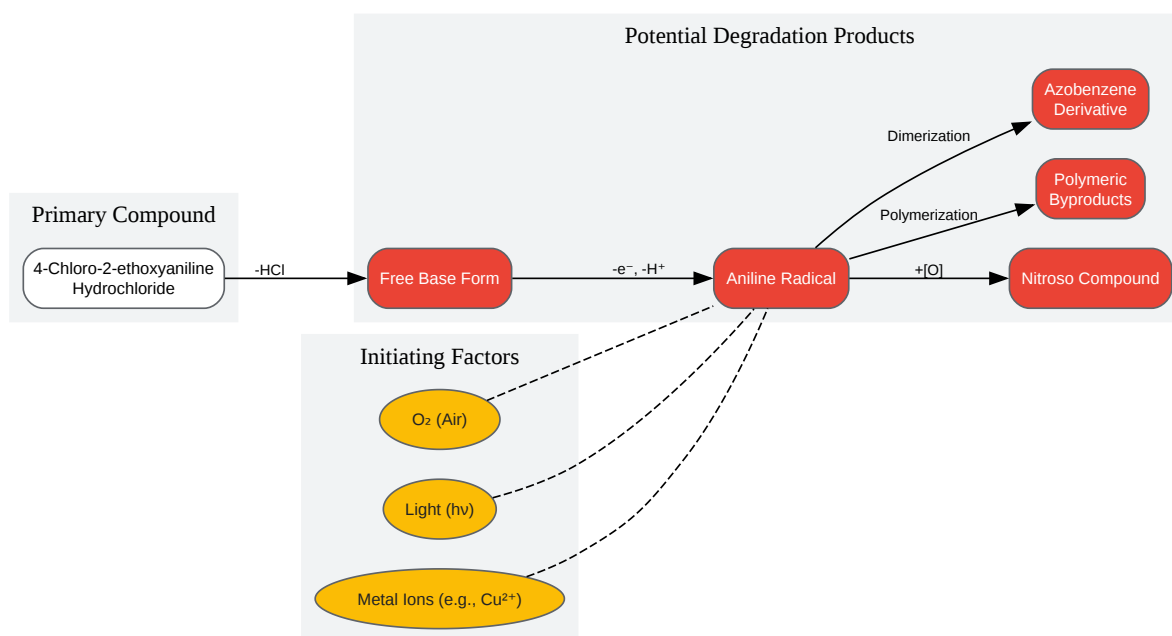 Potential Degradation Products
Azobenzene
Derivative
Dimerization
Polymeric
Byproducts
Polymerization
Primary Compound
4-Chloro-2-ethoxyaniline
Hydrochloride
-HCl
Free Base Form
-e⁻, -H⁺
Aniline Radical
+[O]
Nitroso Compound
Initiating Factors
O₂ (Air)
Light (hν)
Metal Ions (e.g., Cu²⁺)